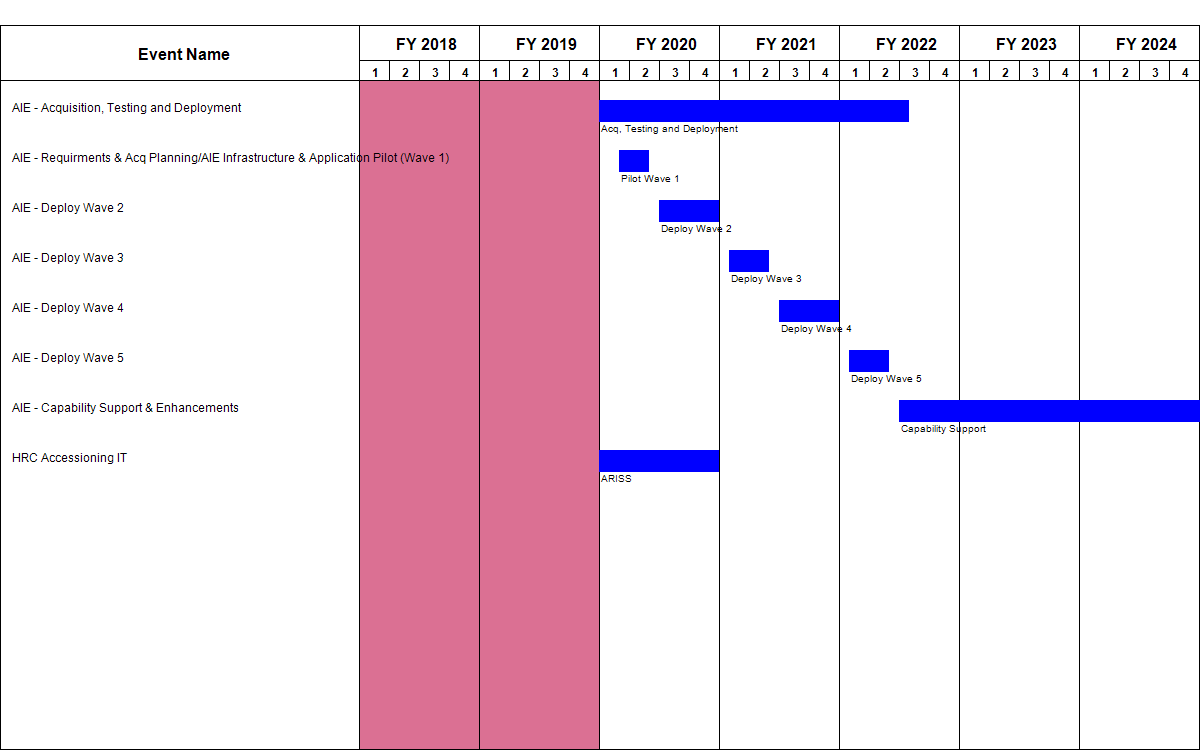 Event Name FY 2018 FY 2019 FY 2020 FY 2021 FY 2022 FY 2023 FY 2024
1 2 3 4 1 2 3 4 1 2 3 4 1 2 3 4 1 2 3 4 1 2 3 4 1 2 3 4
AIE - Acquisition, Testing and Deployment
Acq, Testing and Deployment
AIE - Requirments & Acq Planning/AIE Infrastructure & Application Pilot (Wave 1)
Pilot Wave 1
AIE - Deploy Wave 2
Deploy Wave 2
AIE - Deploy Wave 3
Deploy Wave 3
AIE - Deploy Wave 4
Deploy Wave 4
AIE - Deploy Wave 5
Deploy Wave 5
AIE - Capability Support & Enhancements
Capability Support
HRC Accessioning IT
ARISS